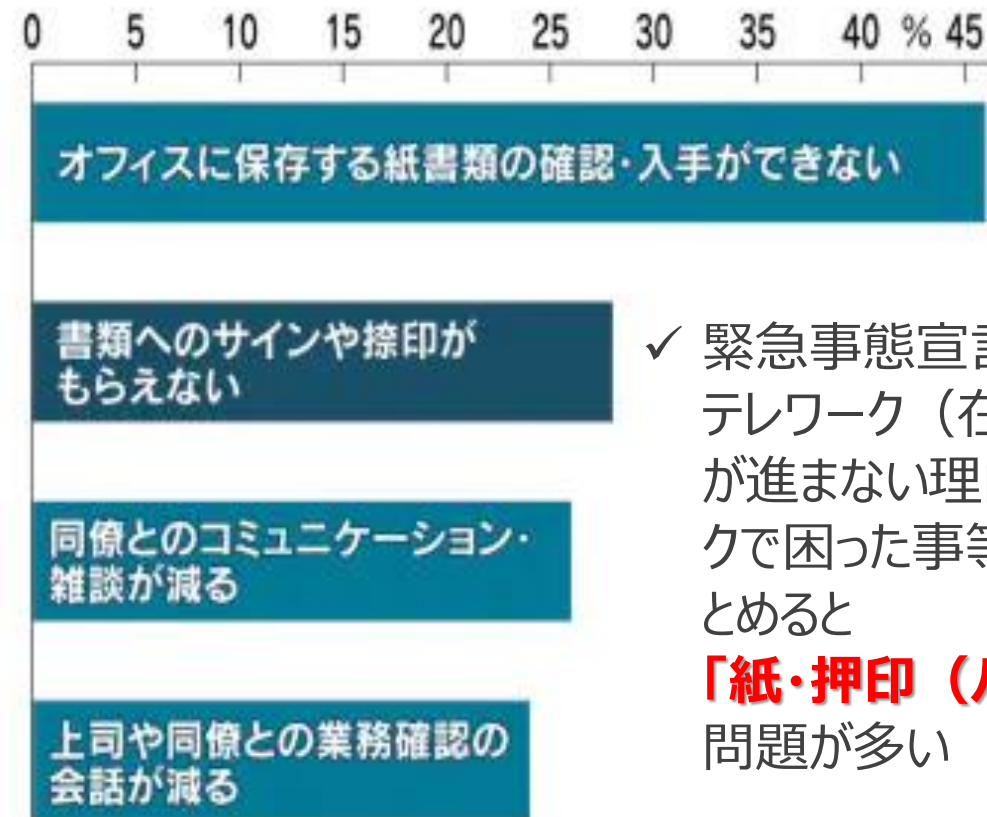 0 5 10 15 20 25 30 35 40 % 45
オフィスに保存する紙書類の確認・入手ができない
書類へのサインや捺印が
もらえない
同僚とのコミュニケーション・
雑談が減る
上司や同僚との業務確認の
会話が減る
✓ 緊急事態宣言
テレワーク（在
が進まない理
クで困った事等
とめると
「紙・押印（
問題が多い